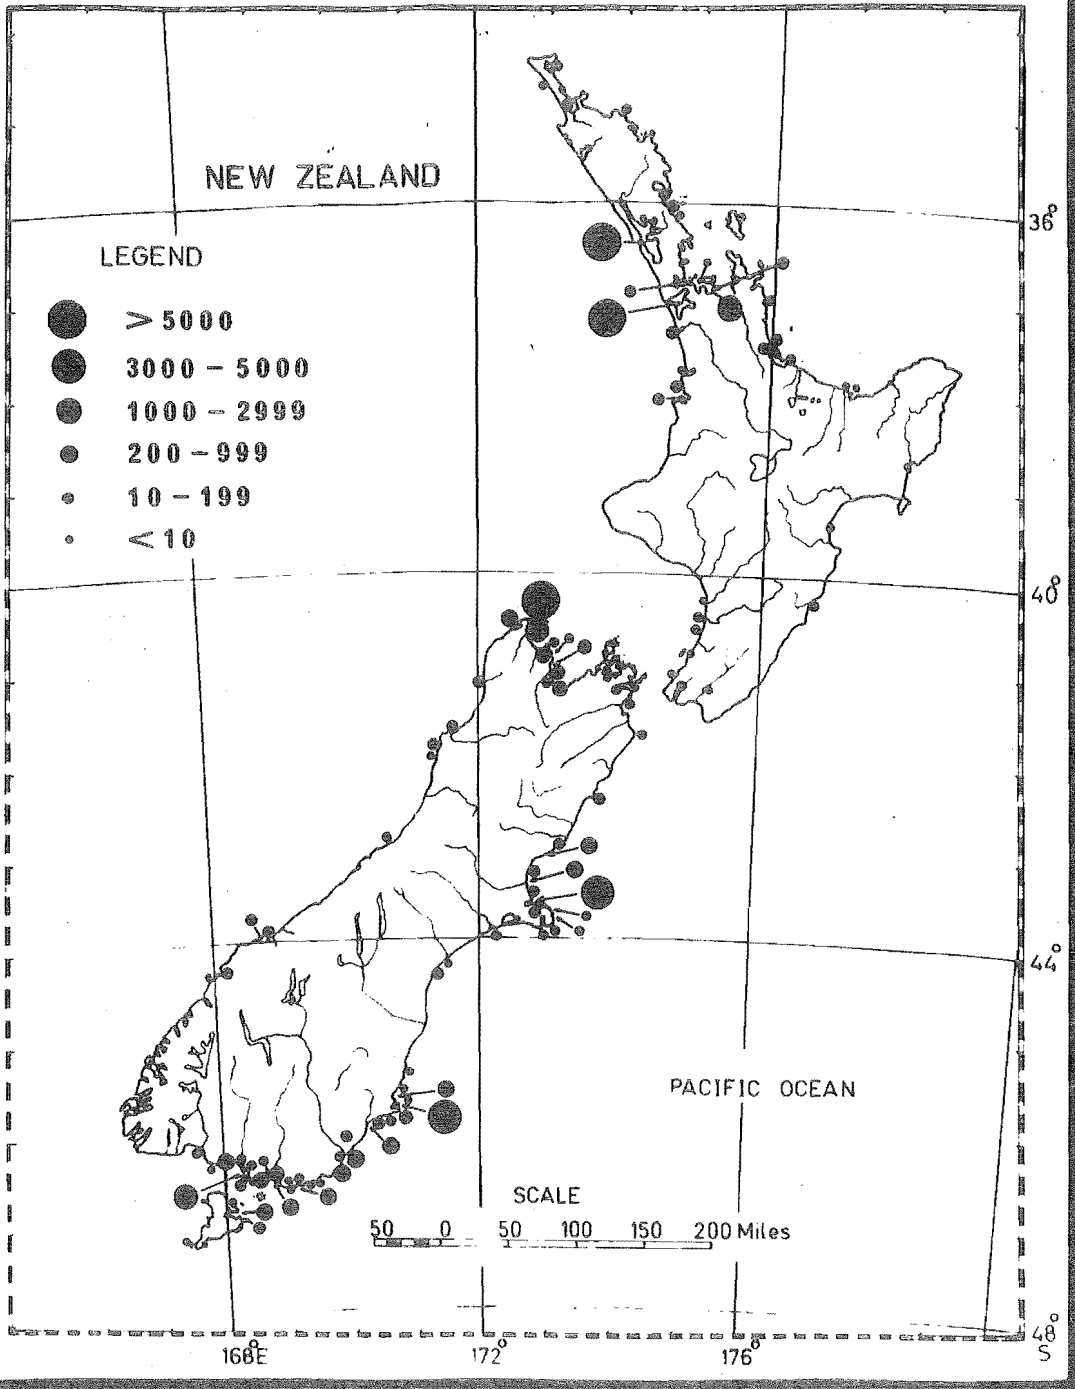 NEW ZEALAND
36°
LEGEND
> 5000
3000 – 5000
1000 – 2999
200 – 999
10 – 199
< 10
40°
44°
PACIFIC OCEAN
SCALE
50 0 50 100 150 200 Miles
48°
S
168°E 172° 176°